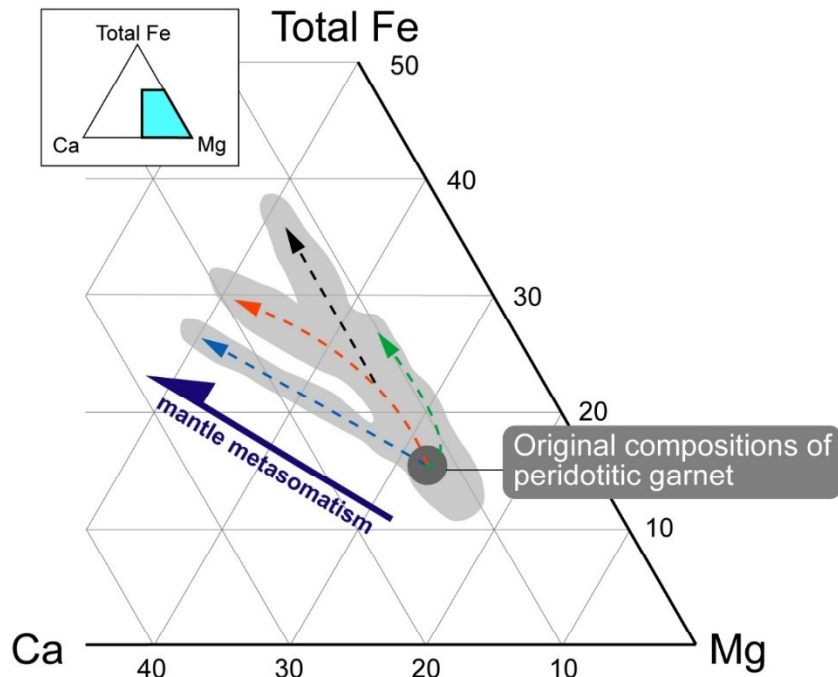 Total Fe
Ca
Mg
Total Fe
50
40
30
20
10
mantle metasomatism
Original compositions of
peridotitic garnet
Ca
Mg
40
30
20
10